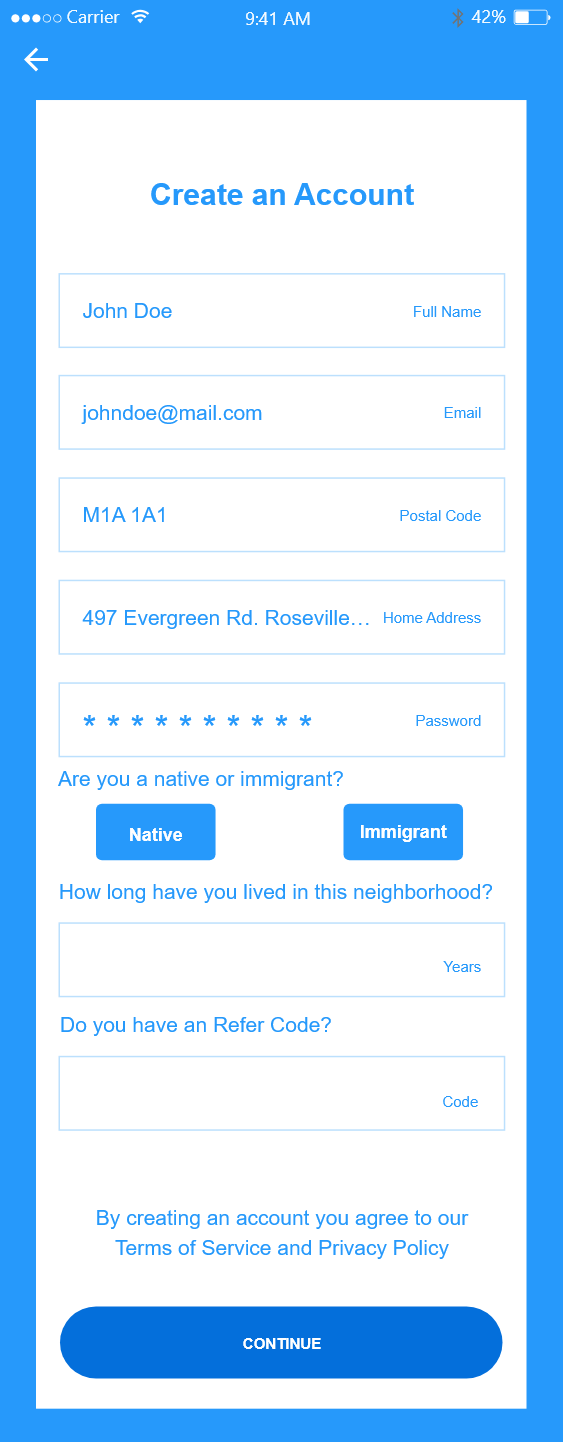 Carrier 9:41 AM 42%
Create an Account
John Doe Full Name
johndoe@mail.com Email
M1A 1A1 Postal Code
497 Evergreen Rd. Roseville… Home Address
* * * * * * * * * * Password
Are you a native or immigrant?
Native Immigrant
How long have you lived in this neighborhood?
Years
Do you have an Refer Code?
Code
By creating an account you agree to our
Terms of Service and Privacy Policy
CONTINUE